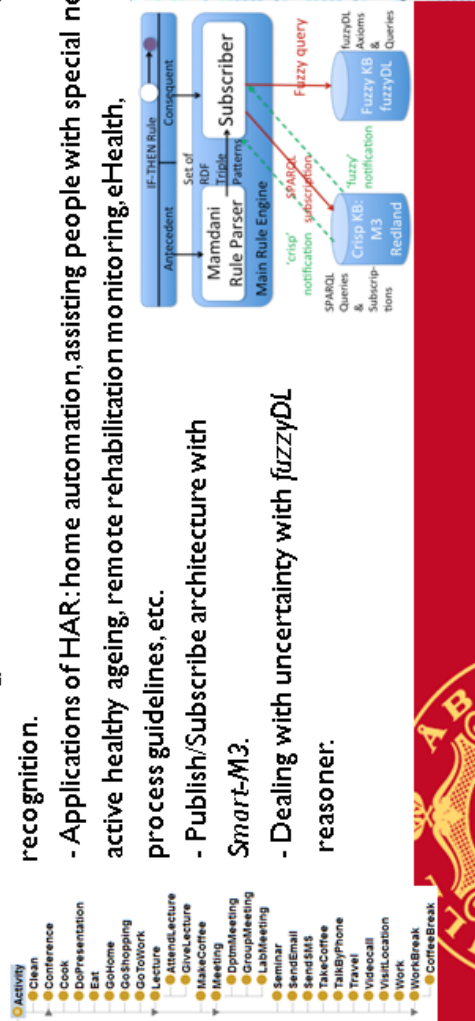 recognition.
- Applications of HAR: home automation, assisting people with special
active healthy ageing, remote rehabilitation monitoring, eHealth,
process guidelines, etc.
- Publish/Subscribe architecture with
Smart-M3.
- Dealing with uncertainty with fuzzyDL
reasoner.
IF-THEN Rule
Antecedent
Consequent
Mamdani
Rule Parser
Set of
RDF
Triple
Patterns
Subscriber
Main Rule Engine
'crisp'
notification
SPARQL
subscription
Fuzzy query
'fuzzy'
notification
SPARQL
Queries
&
Subscrip-
tions
Crisp KB:
M3
Redland
Fuzzy KB
fuzzyDL
fuzzyDL
Axioms
&
Queries
Activity
Clean
Conference
Cook
DoPresentation
Eat
GoHome
GoShopping
GoToWork
Lecture
AttendLecture
GiveLecture
MakeCoffee
Meeting
DptmMeeting
GroupMeeting
LabMeeting
Seminar
SendEmail
SendSMS
TakeCoffee
TalkByPhone
Travel
Videocall
VisitLocation
Work
WorkBreak
CoffeeBreak
Å B